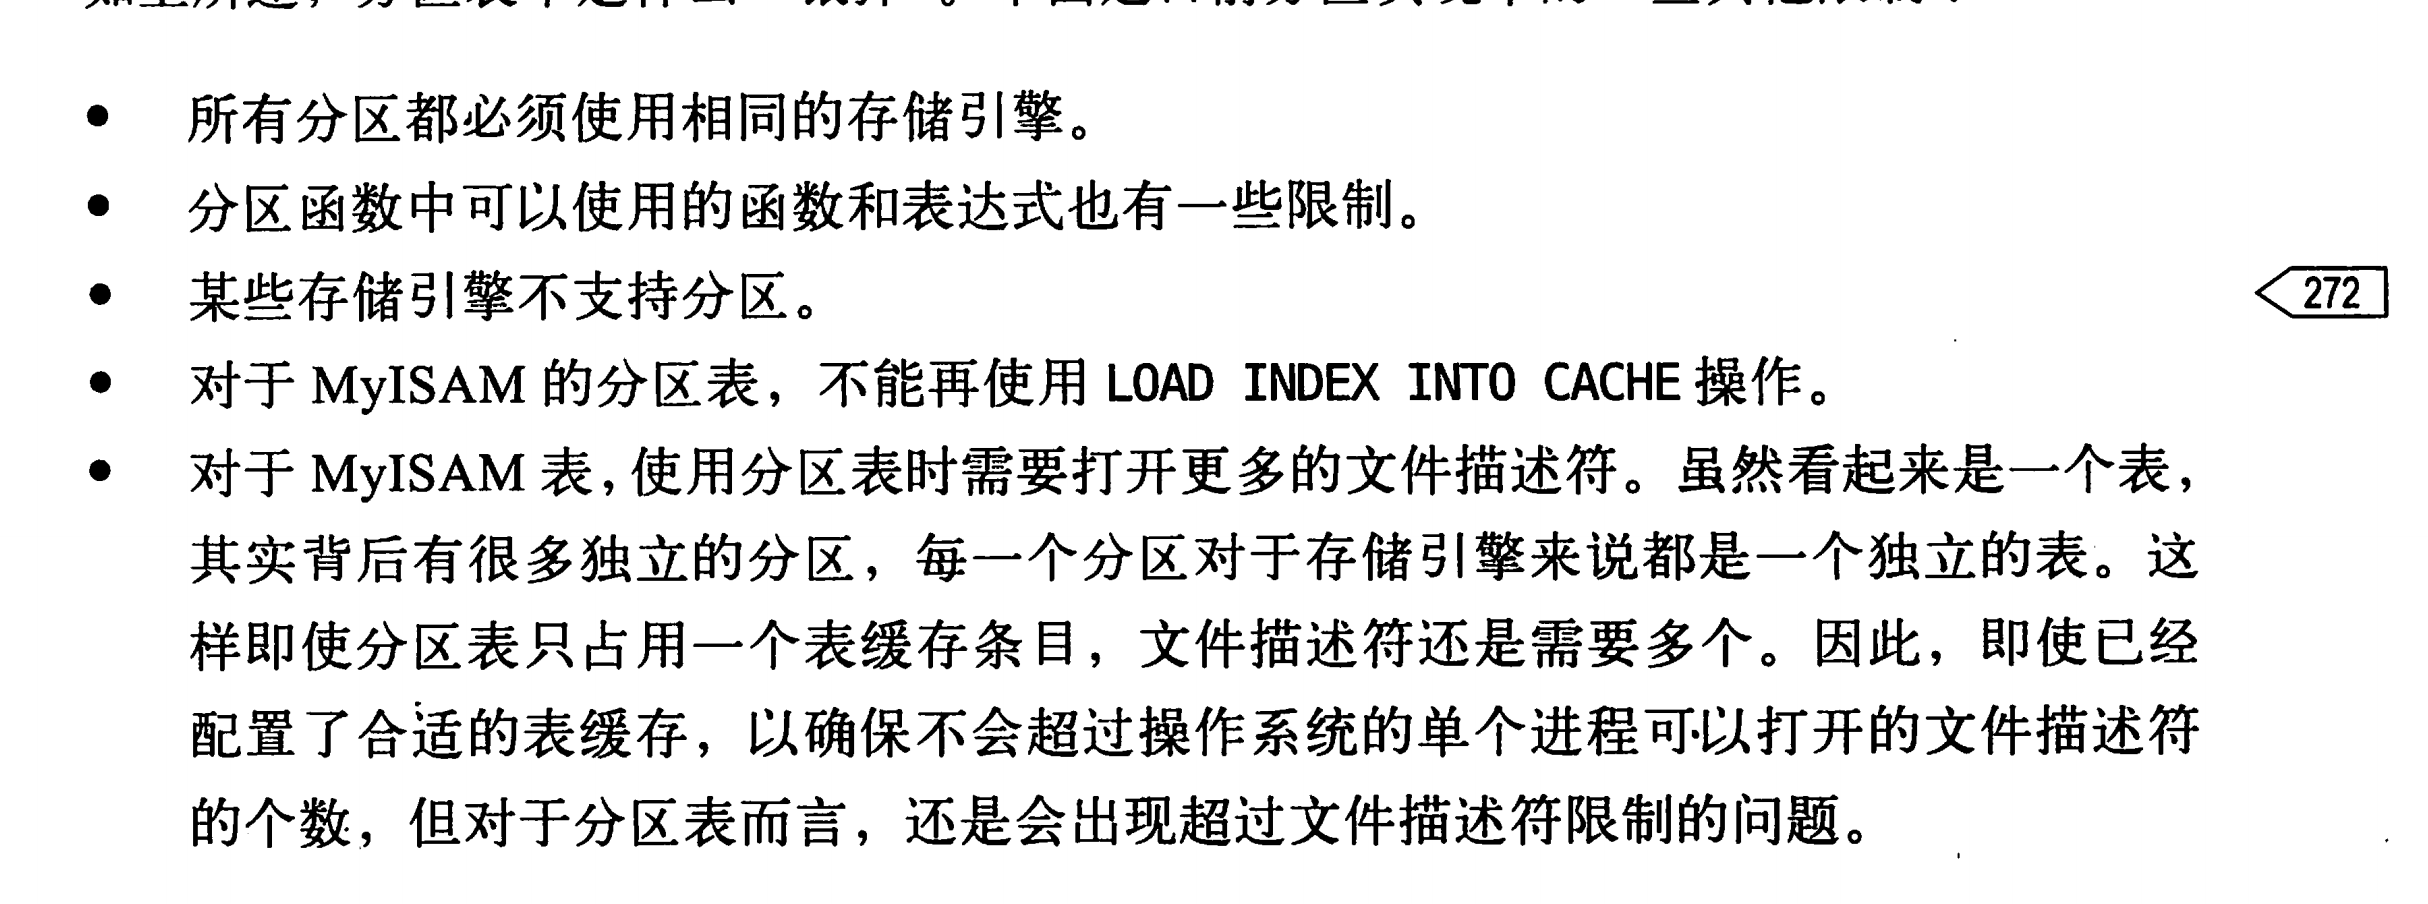 ● 所有分区都必须使用相同的存储引擎。
● 分区函数中可以使用的函数和表达式也有一些限制。
● 某些存储引擎不支持分区。
272
● 对于 MyISAM 的分区表，不能再使用 LOAD INDEX INTO CACHE 操作。
● 对于 MyISAM 表，使用分区表时需要打开更多的文件描述符。虽然看起来是一个表，
其实背后有很多独立的分区，每一个分区对于存储引擎来说都是一个独立的表。这
样即使分区表只占用一个表缓存条目，文件描述符还是需要多个。因此，即使已经
配置了合适的表缓存，以确保不会超过操作系统的单个进程可以打开的文件描述符
的个数，但对于分区表而言，还是会出现超过文件描述符限制的问题。